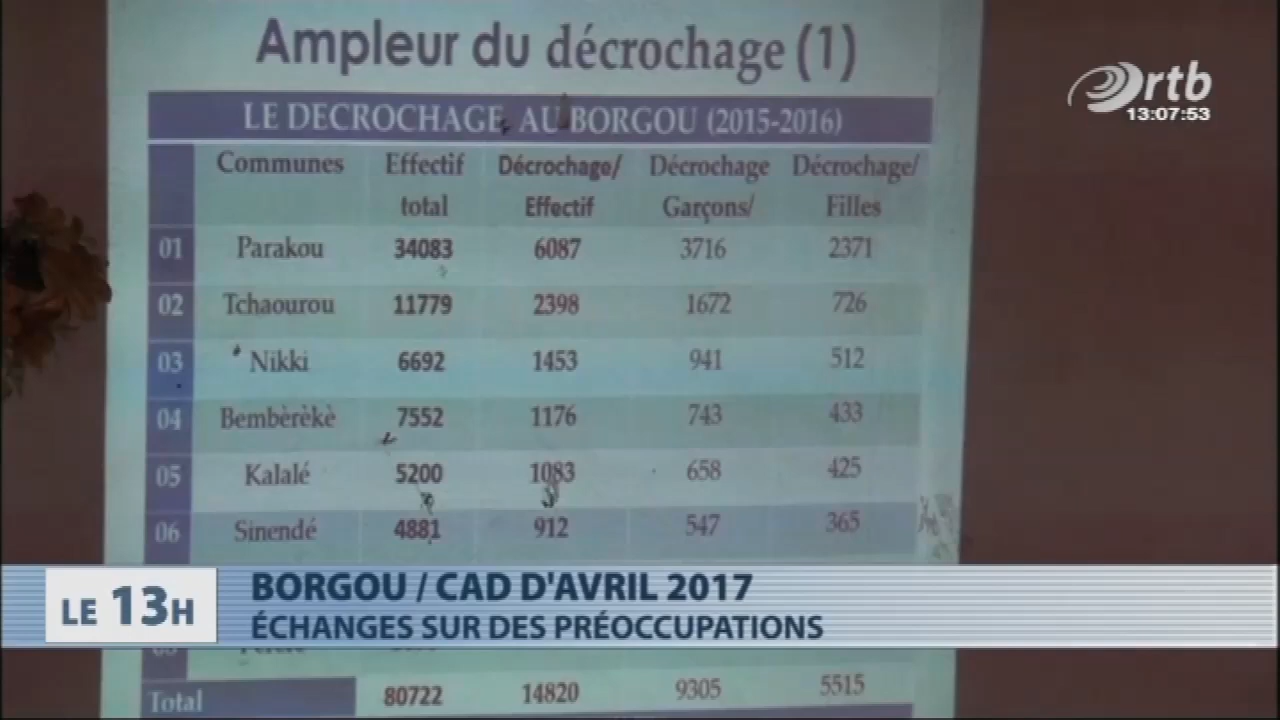 Ampleur du décrochage (1)
rtb
13:07:53
LE DECROCHAGE AU BORGOU (2015-2016)
Communes Effectif total Décrochage/ Effectif Décrochage Garçons/ Décrochage/ Filles
01 Parakou 34083 6087 3716 2371
02 Tchaourou 11779 2398 1672 726
03 Nikki 6692 1453 941 512
04 Bembèrèkè 7552 1176 743 433
05 Kalalé 5200 1083 658 425
06 Sinendé 4881 912 547 365
LE 13H
BORGOU / CAD D'AVRIL 2017
ÉCHANGES SUR DES PRÉOCCUPATIONS
Total 80722 14820 9305 5515